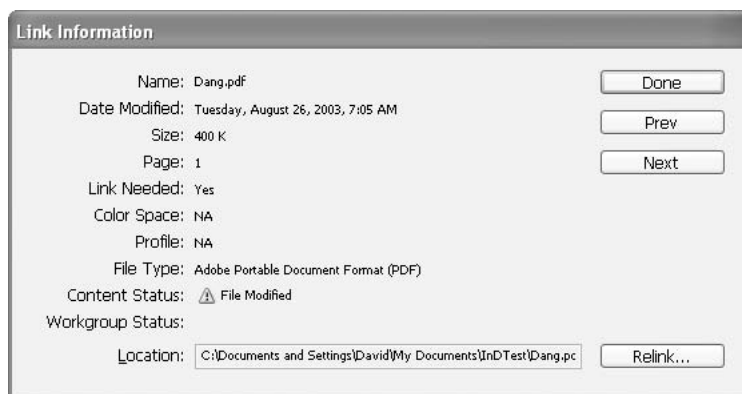 Link Information
Name: Dang.pdf
Done
Date Modified: Tuesday, August 26, 2003, 7:05 AM
Prev
Size: 400 K
Page: 1
Next
Link Needed: Yes
Color Space: NA
Profile: NA
File Type: Adobe Portable Document Format (PDF)
Content Status: File Modified
Workgroup Status:
Location: C:\Documents and Settings\David\My Documents\InDTest\Dang.pc
Relink...